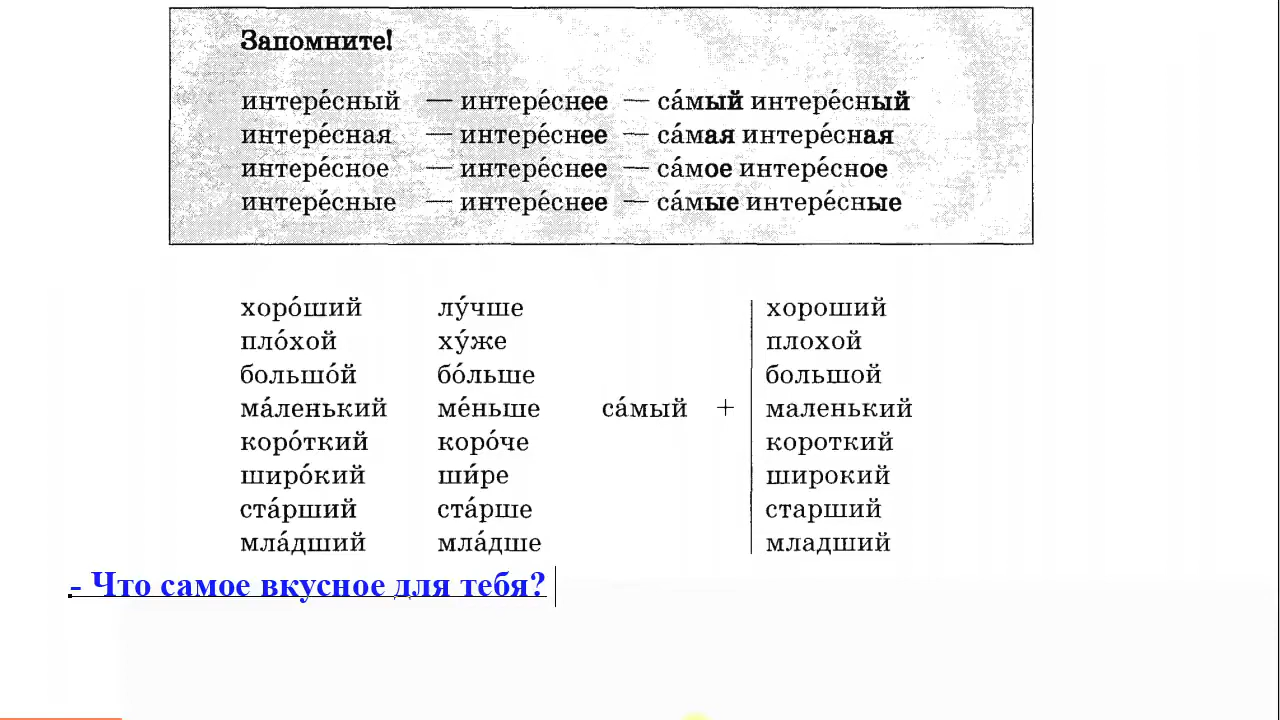 Запомните!
интере́сный — интере́снее — са́мый интере́сный
интере́сная — интере́снее — са́мая интере́сная
интере́сное — интере́снее — са́мое интере́сное
интере́сные — интере́снее — са́мые интере́сные
хоро́ший лу́чше хороший
пло́хой ху́же плохой
большо́й бо́льше большой
ма́ленький ме́ньше са́мый + маленький
коро́ткий коро́че короткий
широ́кий ши́ре широкий
ста́рший ста́рше старший
мла́дший мла́дше младший
- Что самое вкусное для тебя?